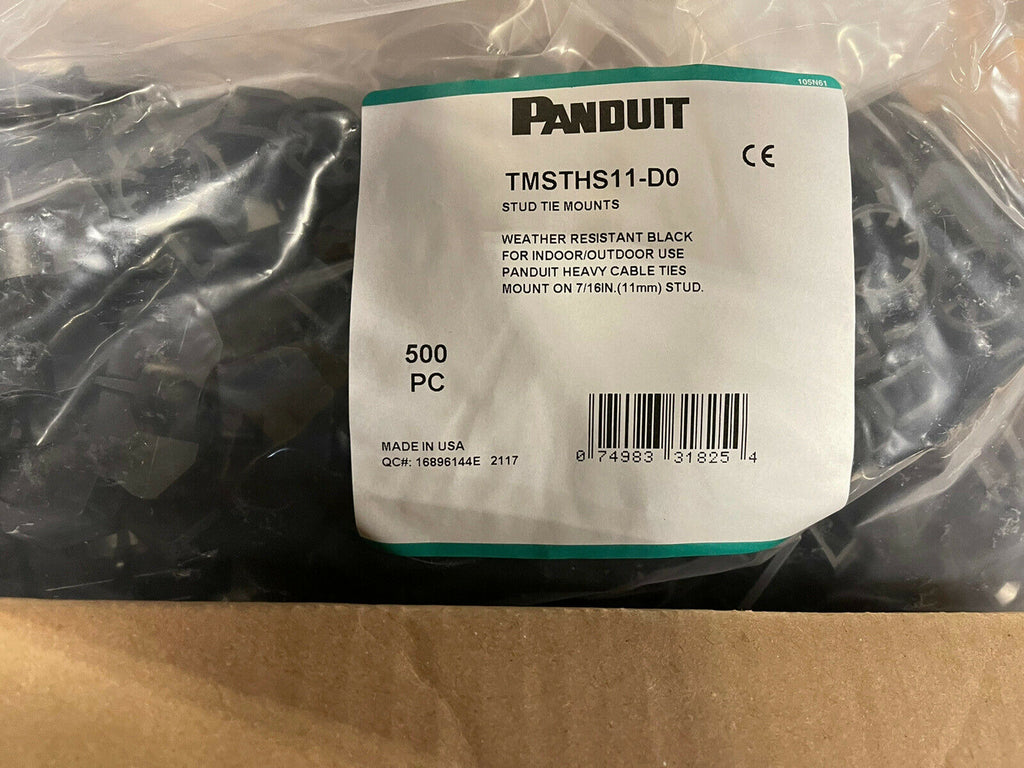 105N61
PANDUIT
CE
TMSTHS11-D0
STUD TIE MOUNTS
WEATHER RESISTANT BLACK
FOR INDOOR/OUTDOOR USE
PANDUIT HEAVY CABLE TIES
MOUNT ON 7/16IN.(11mm) STUD.
500
PC
MADE IN USA
QC#: 16896144E 2117
0 74983 31825 4